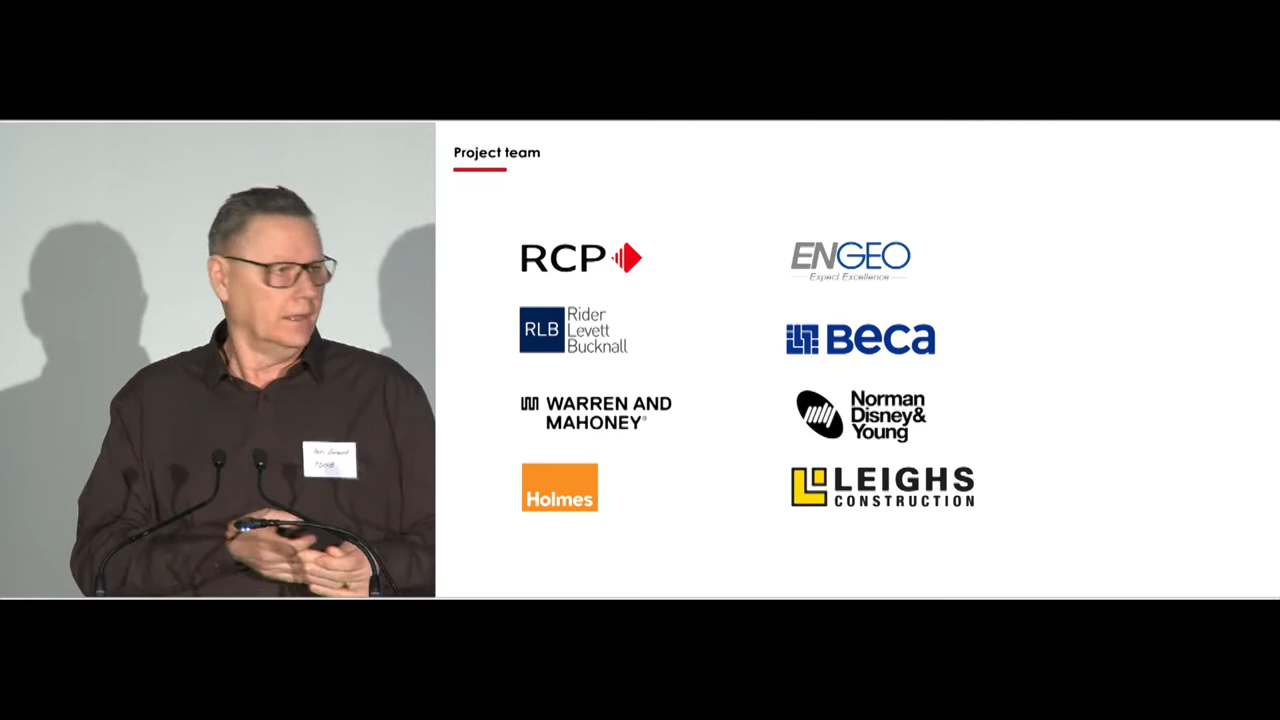 Project team
RCP
RLB
Rider
Levett
Bucknall
WARREN AND
MAHONEY®
Holmes
ENGEO
Expect Excellence
Beca
Norman
Disney&
Young
LEIGHS
CONSTRUCTION